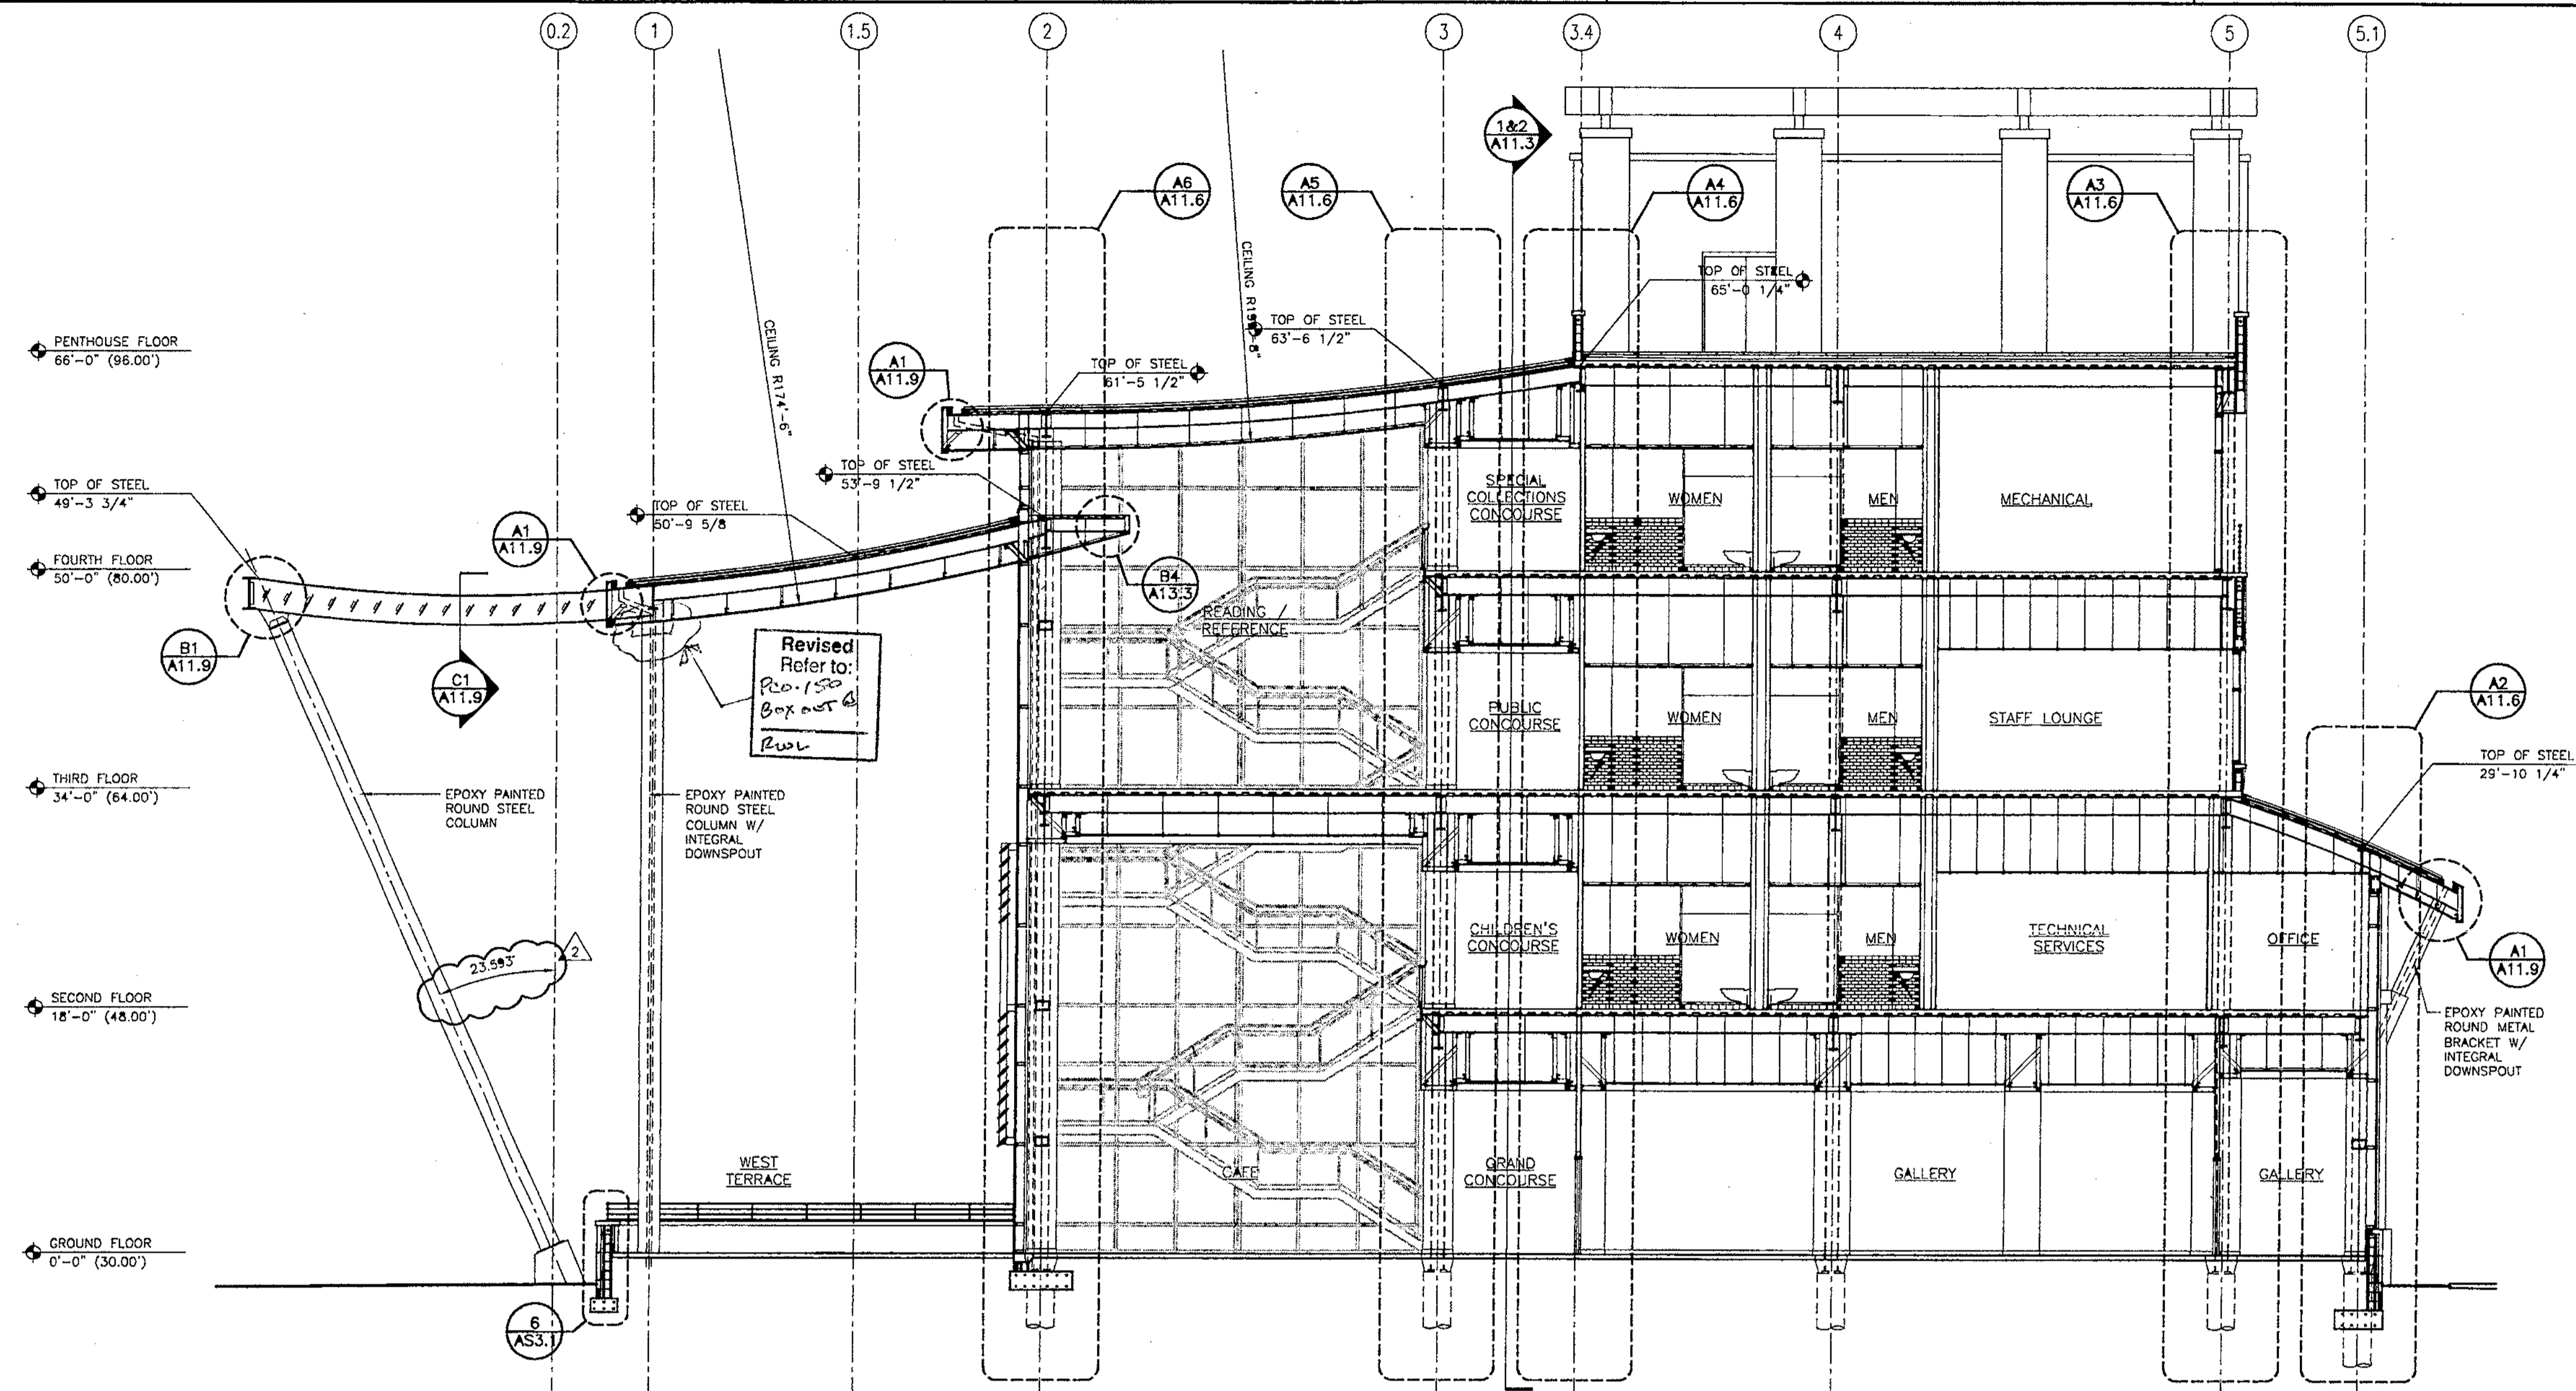 0.2
1
1.5
2
3
3.4
4
5
5.1
1&2
A11.3
A6
A11.6
A5
A11.6
A4
A11.6
A3
A11.6
TOP OF STEEL
65'-0 1/4"
CEILING R174'-6"
TOP OF STEEL
63'-6 1/2"
PENTHOUSE FLOOR
66'-0" (96.00')
A1
A11.9
TOP OF STEEL
61'-5 1/2"
TOP OF STEEL
53'-9 1/2"
TOP OF STEEL
49'-3 3/4"
TOP OF STEEL
50'-9 5/8
SPECIAL
COLLECTIONS
CONCOURSE
WOMEN
MEN
MECHANICAL
A1
A11.9
FOURTH FLOOR
50'-0" (80.00')
B4
A13.3
READING /
REFERENCE
B1
A11.9
C1
A11.9
Revised
Refer to:
PCO-150
Box out @
RWL
PUBLIC
CONCOURSE
WOMEN
MEN
STAFF LOUNGE
A2
A11.6
TOP OF STEEL
29'-10 1/4"
THIRD FLOOR
34'-0" (64.00')
EPOXY PAINTED
ROUND STEEL
COLUMN
EPOXY PAINTED
ROUND STEEL
COLUMN W/
INTEGRAL
DOWNSPOUT
CHILDREN'S
CONCOURSE
WOMEN
MEN
TECHNICAL
SERVICES
OFFICE
A1
A11.9
23.593'
2
SECOND FLOOR
18'-0" (48.00')
EPOXY PAINTED
ROUND METAL
BRACKET W/
INTEGRAL
DOWNSPOUT
WEST
TERRACE
CAFE
GRAND
CONCOURSE
GALLERY
GALLERY
GROUND FLOOR
0'-0" (30.00')
6
AS3.1